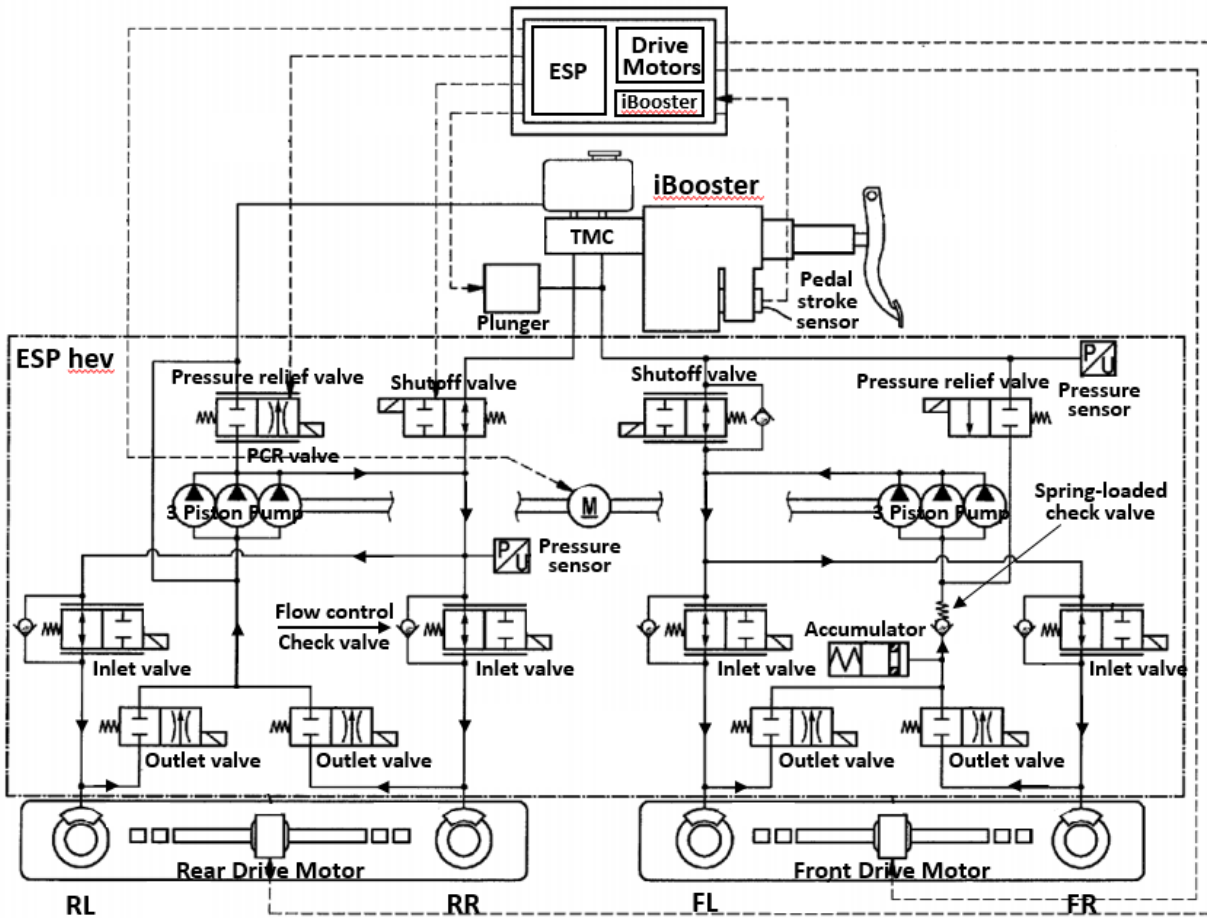 ESP
Drive
Motors
iBooster
iBooster
TMC
Plunger
Pedal
stroke
sensor
ESP hev
Pressure relief valve
Shutoff valve
Shutoff valve
Pressure relief valve
P/U
Pressure
sensor
PCR valve
3 Piston Pump
M
3 Piston Pump
Spring-loaded
check valve
P/U
Pressure
sensor
Flow control
Check valve
Accumulator
Inlet valve
Inlet valve
Inlet valve
Inlet valve
Outlet valve
Outlet valve
Outlet valve
Outlet valve
Rear Drive Motor
Front Drive Motor
RL
RR
FL
FR